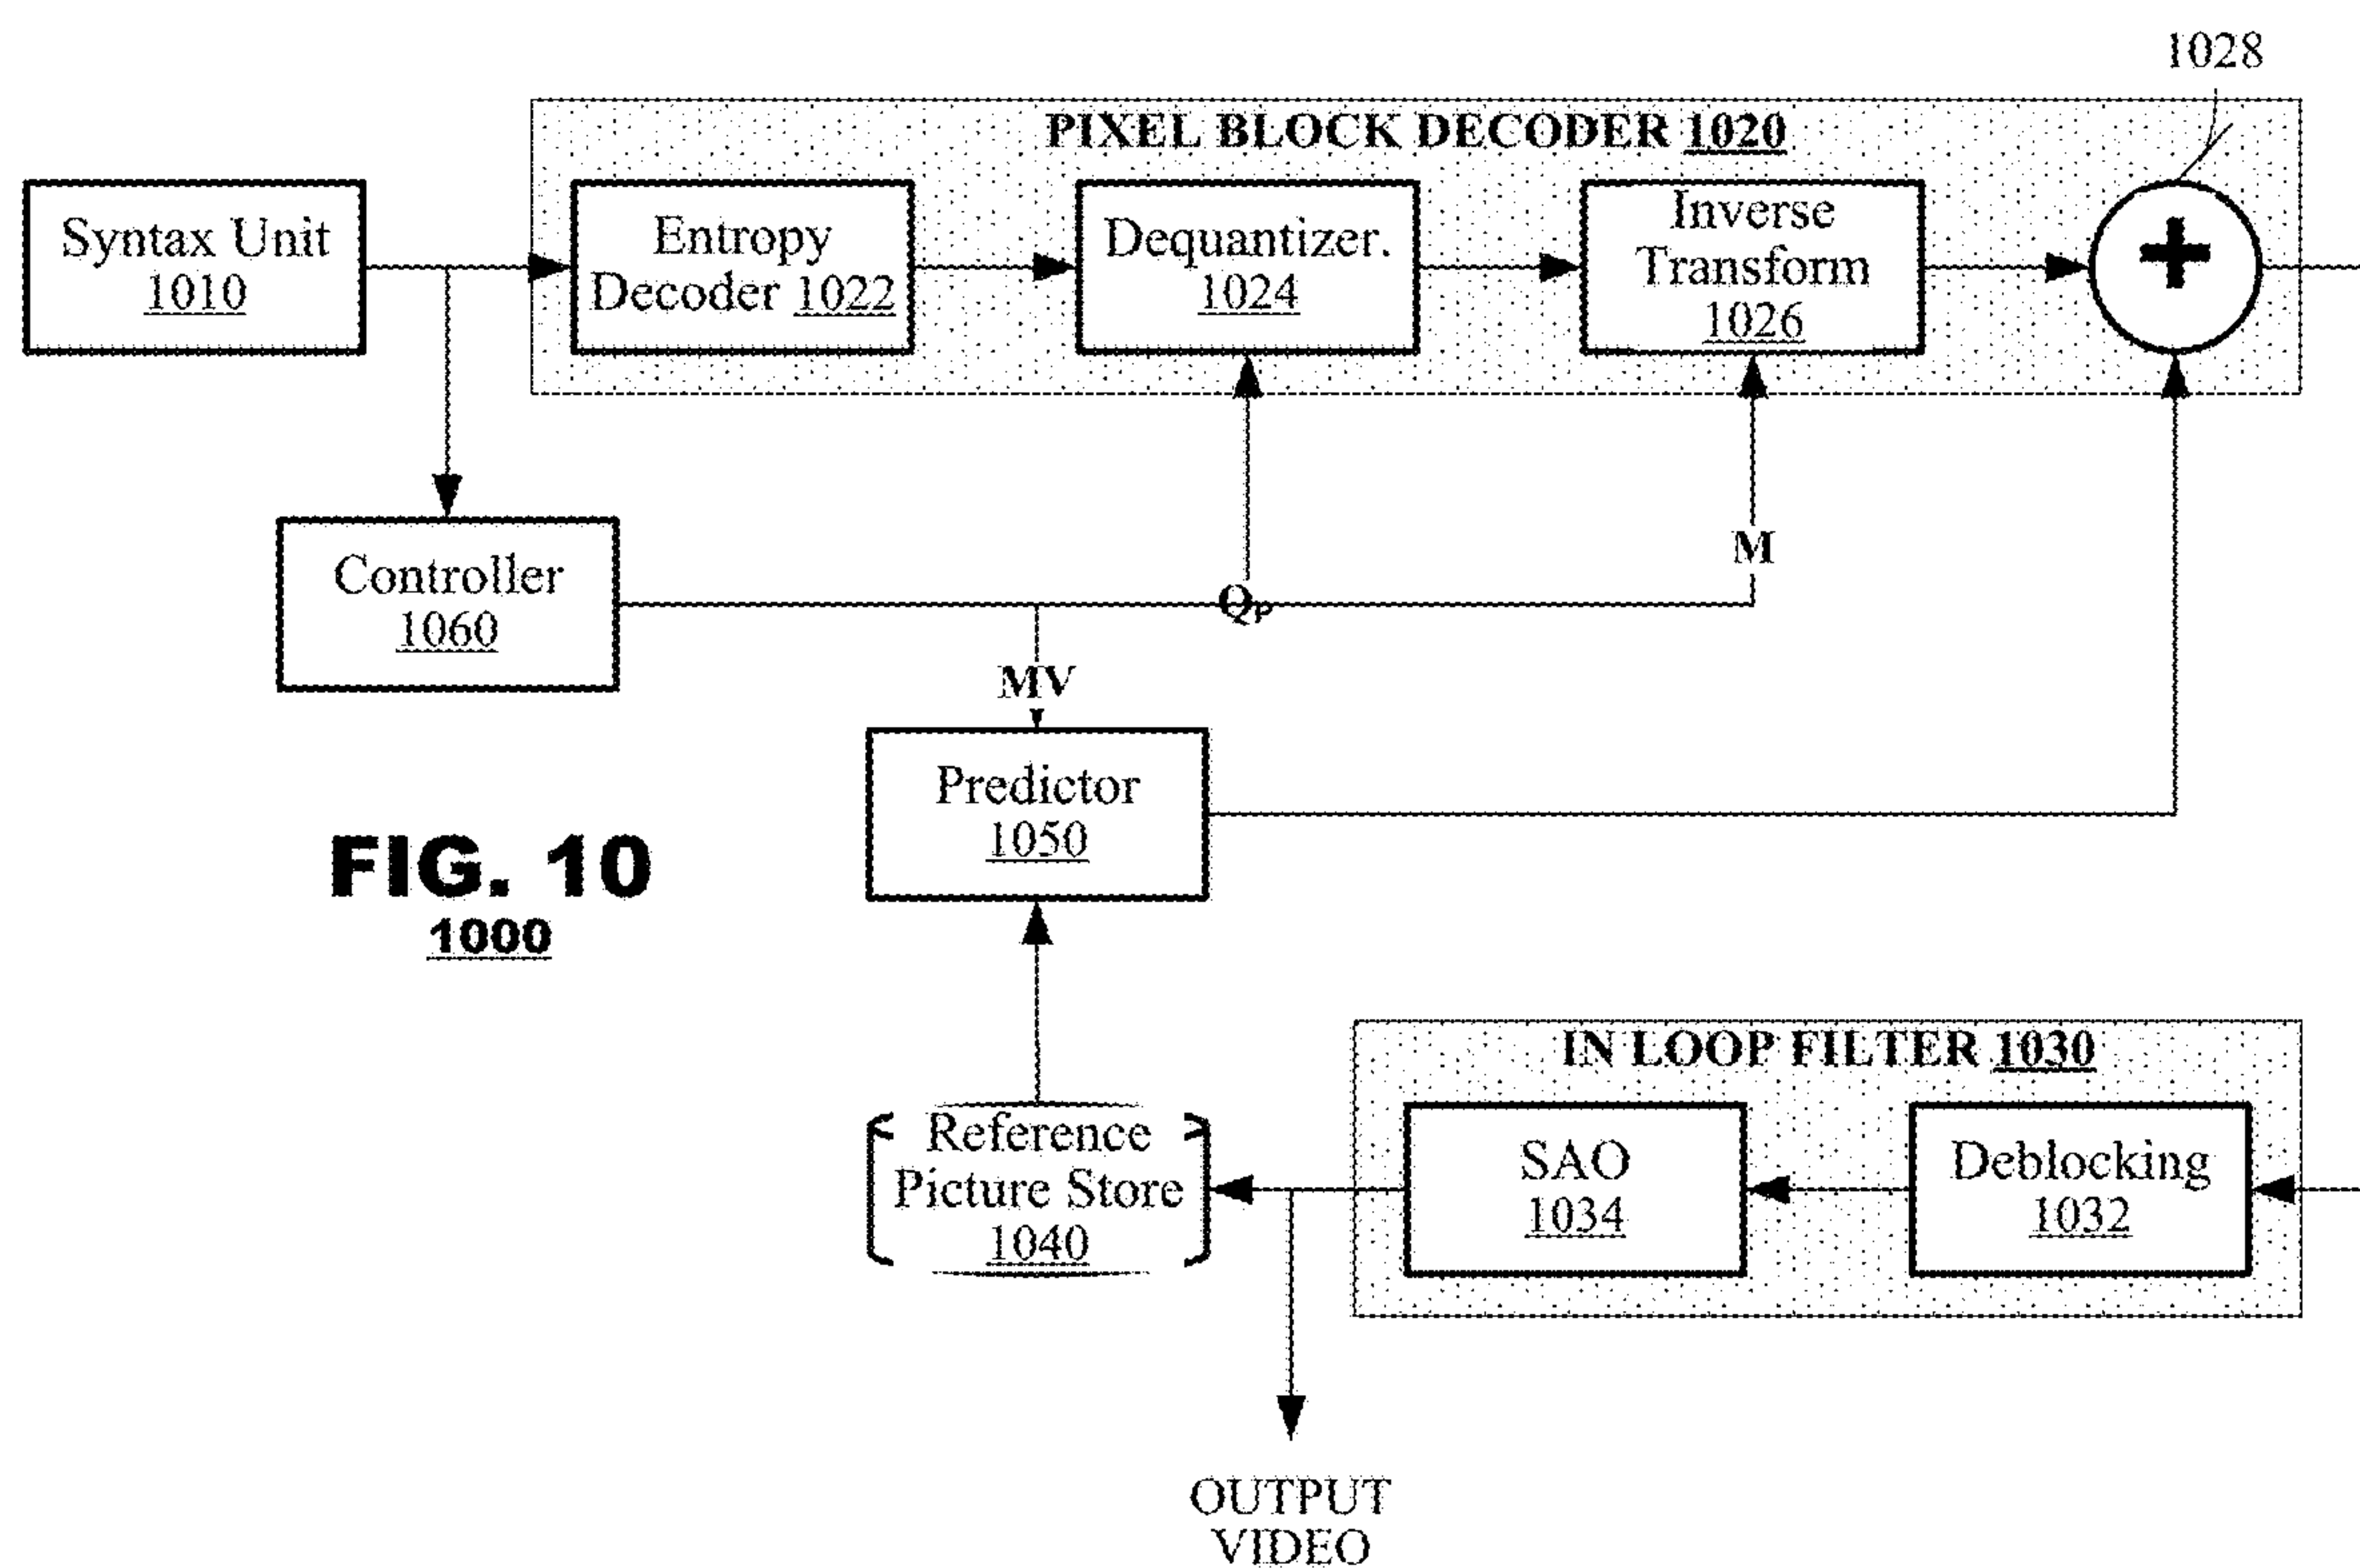 1028
PIXEL BLOCK DECODER 1020
Syntax Unit
1010
Entropy
Decoder 1022
Dequantizer.
1024
Inverse
Transform
1026
+
Controller
1060
M
QP
MV
Predictor
1050
FIG. 10
1000
IN LOOP FILTER 1030
Reference
Picture Store
1040
SAO
1034
Deblocking
1032
OUTPUT
VIDEO